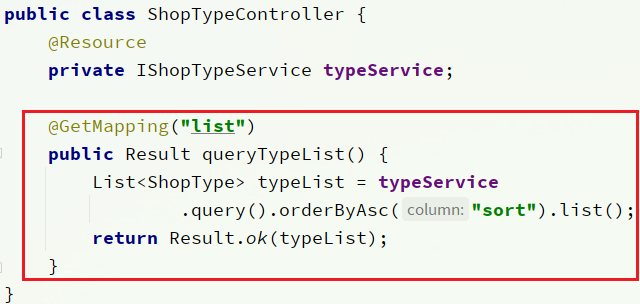 public class ShopTypeController {
    @Resource
    private IShopTypeService typeService;
    @GetMapping("list")
    public Result queryTypeList() {
        List<ShopType> typeList = typeService
                .query().orderByAsc( column: "sort").list();
        return Result.ok(typeList);
    }
}